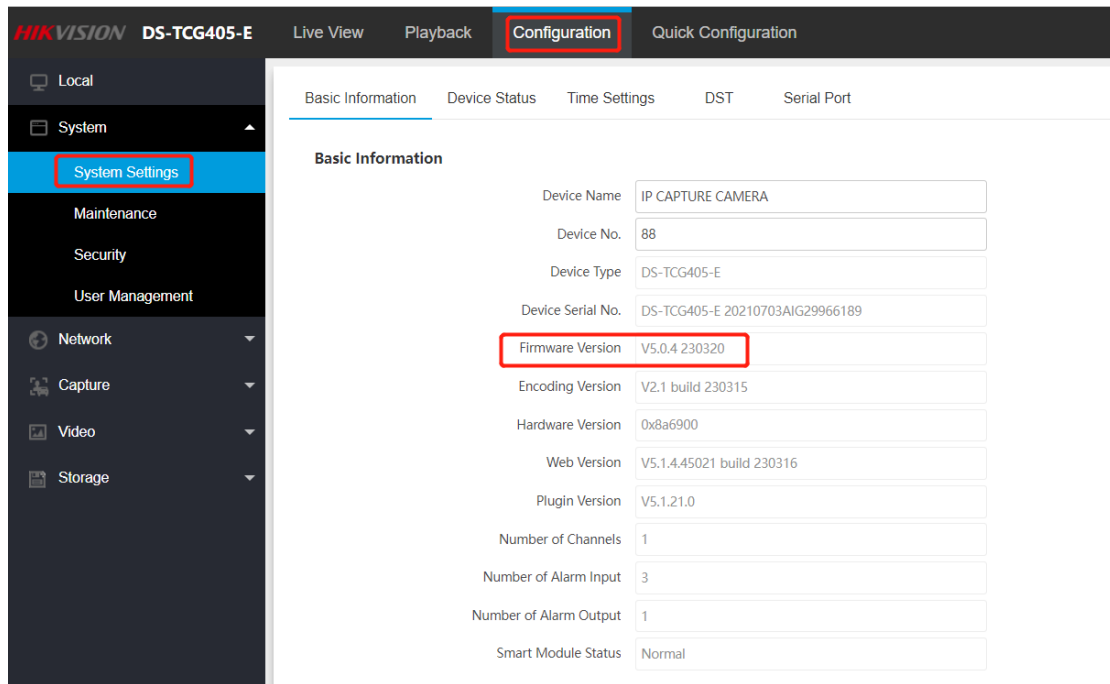 HIKVISION DS-TCG405-E Live View Playback Configuration Quick Configuration
Local
System
System Settings
Maintenance
Security
User Management
Network
Capture
Video
Storage
Basic Information Device Status Time Settings DST Serial Port
Basic Information
Device Name IP CAPTURE CAMERA
Device No. 88
Device Type DS-TCG405-E
Device Serial No. DS-TCG405-E 20210703AIG29966189
Firmware Version V5.0.4 230320
Encoding Version V2.1 build 230315
Hardware Version 0x8a6900
Web Version V5.1.4.45021 build 230316
Plugin Version V5.1.21.0
Number of Channels 1
Number of Alarm Input 3
Number of Alarm Output 1
Smart Module Status Normal